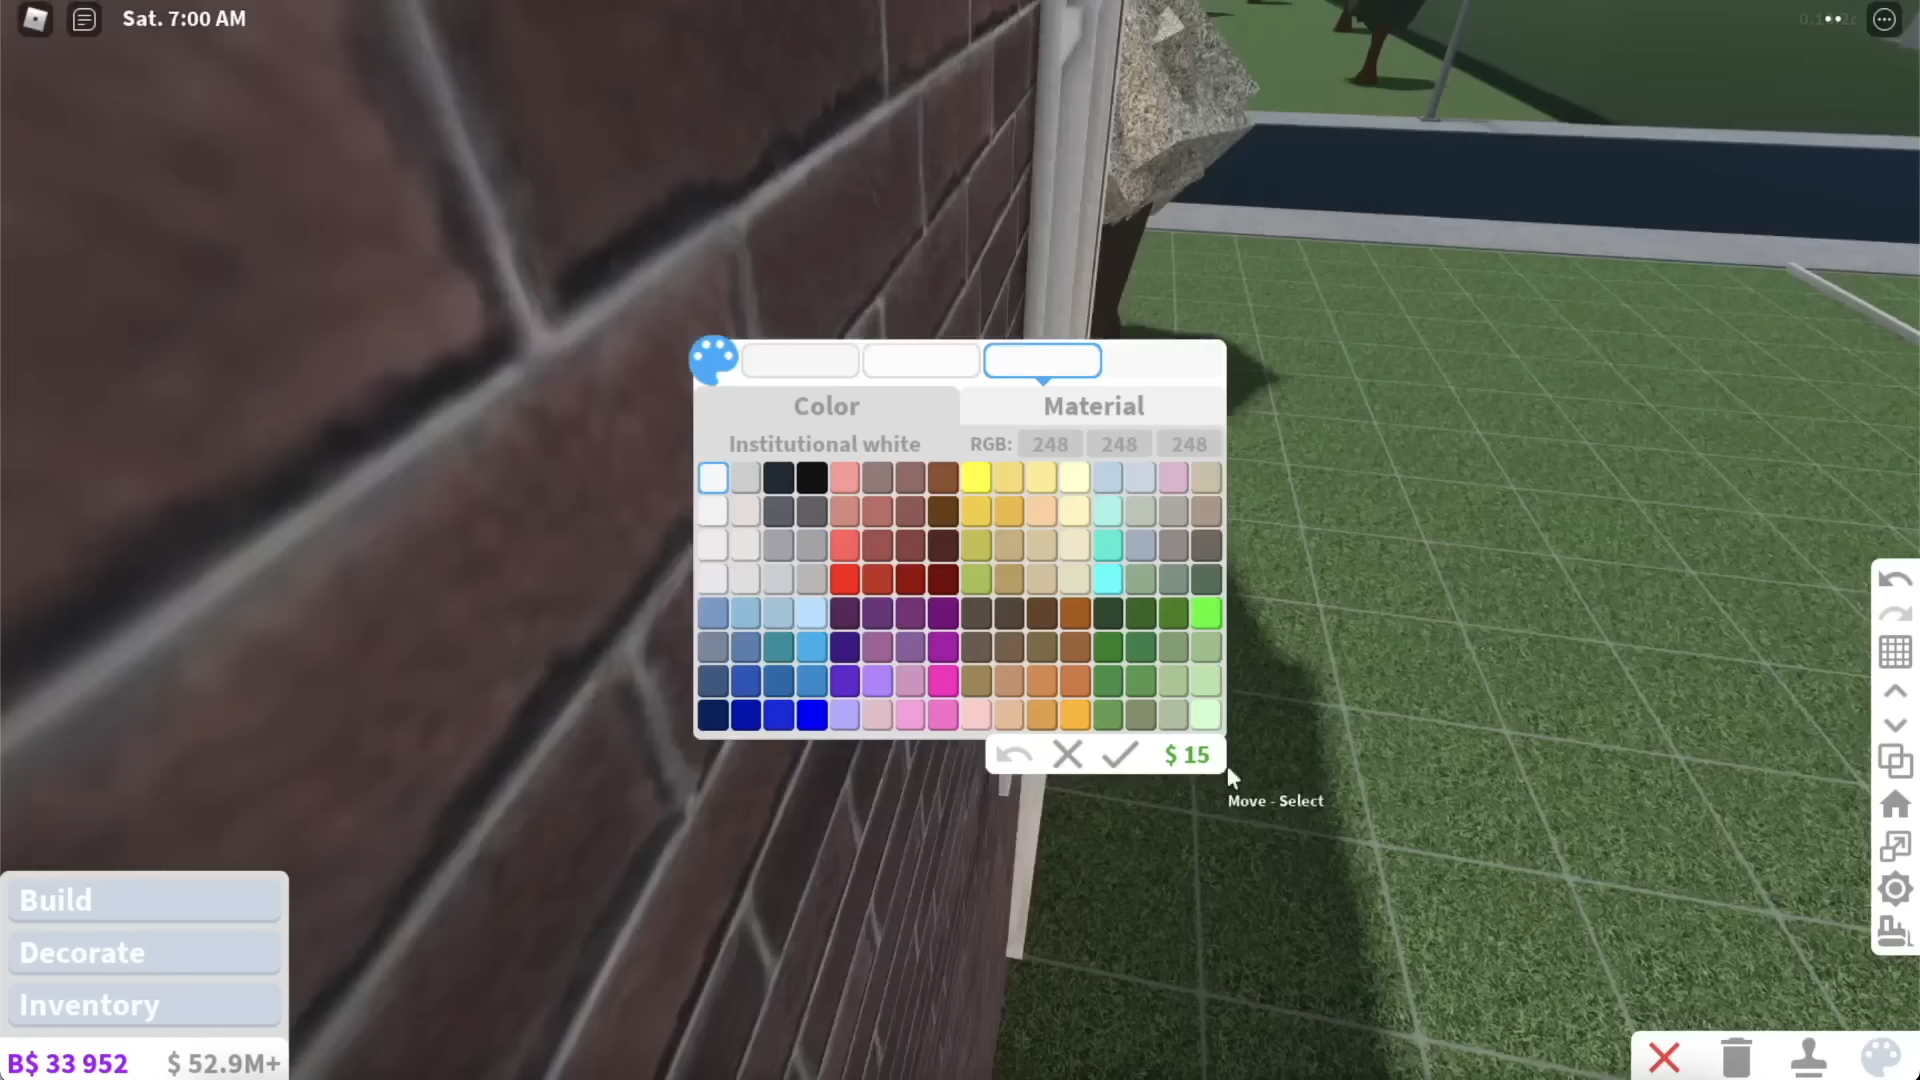 Sat. 7:00 AM
Color
Material
Institutional white
RGB: 248 248 248
$ 15
Move - Select
Build
Decorate
Inventory
B$ 33 952
$ 52.9M+